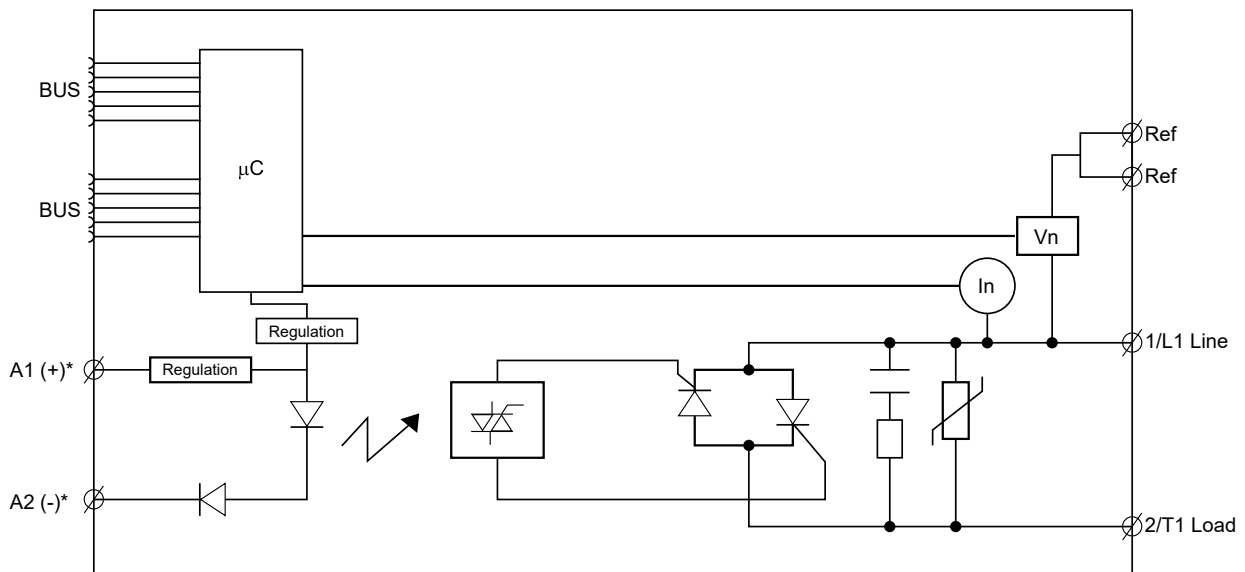 BUS
μC
BUS
Ref
Ref
Vn
In
Regulation
1/L1 Line
A1 (+)*
Regulation
A2 (-)*
2/T1 Load